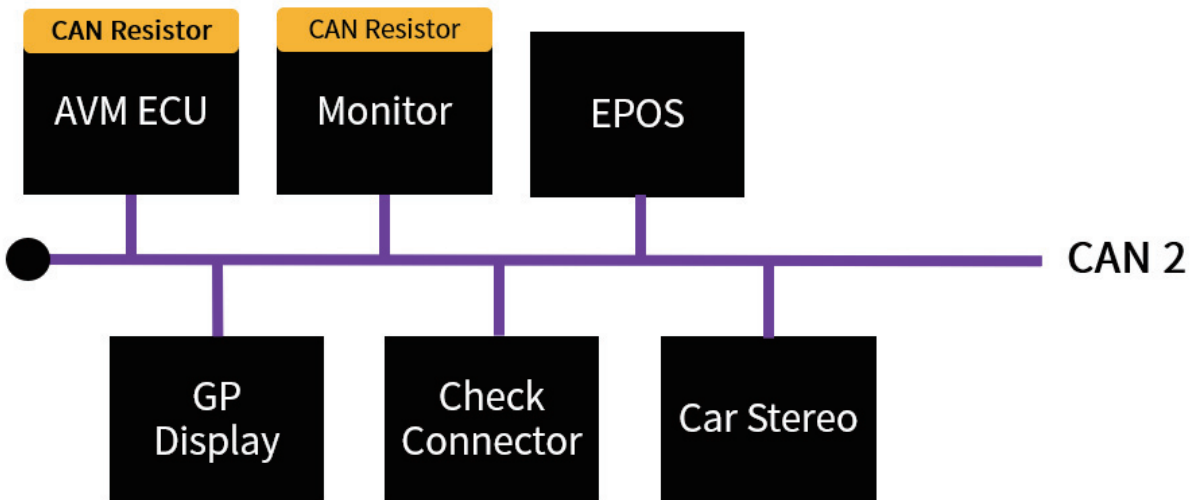 CAN Resistor
AVM ECU
CAN Resistor
Monitor
EPOS
CAN 2
GP
Display
Check
Connector
Car Stereo